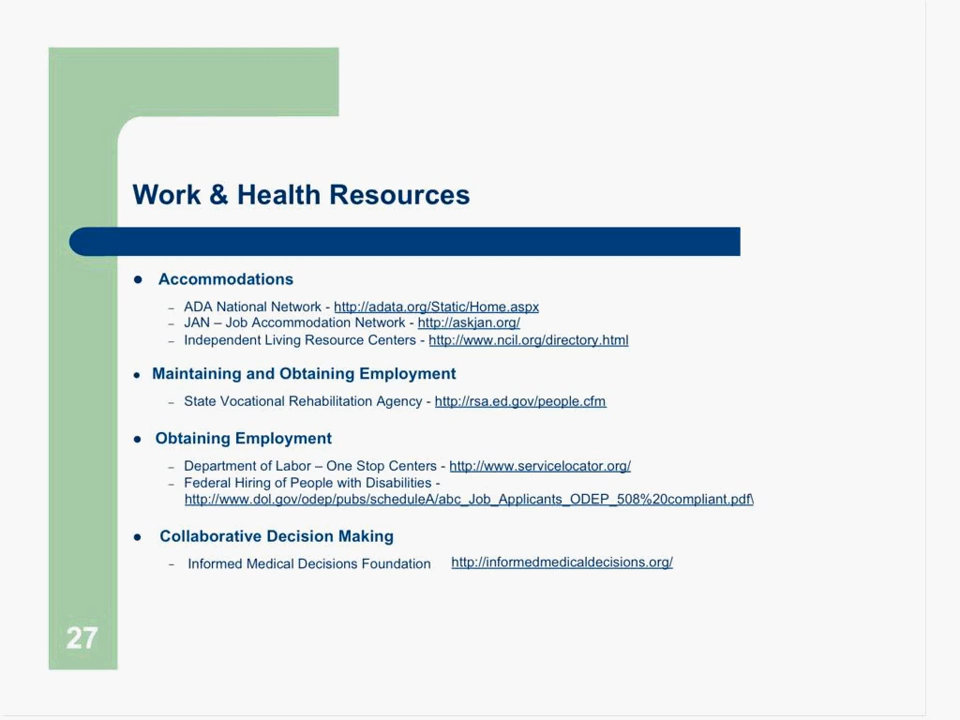 Work & Health Resources
● Accommodations
– ADA National Network - http://adata.org/Static/Home.aspx
– JAN – Job Accommodation Network - http://askjan.org/
– Independent Living Resource Centers - http://www.ncil.org/directory.html
● Maintaining and Obtaining Employment
– State Vocational Rehabilitation Agency - http://rsa.ed.gov/people.cfm
● Obtaining Employment
– Department of Labor – One Stop Centers - http://www.servicelocator.org/
– Federal Hiring of People with Disabilities -
http://www.dol.gov/odep/pubs/scheduleA/abc_Job_Applicants_ODEP_508%20compliant.pdf\
● Collaborative Decision Making
– Informed Medical Decisions Foundation http://informedmedicaldecisions.org/
27